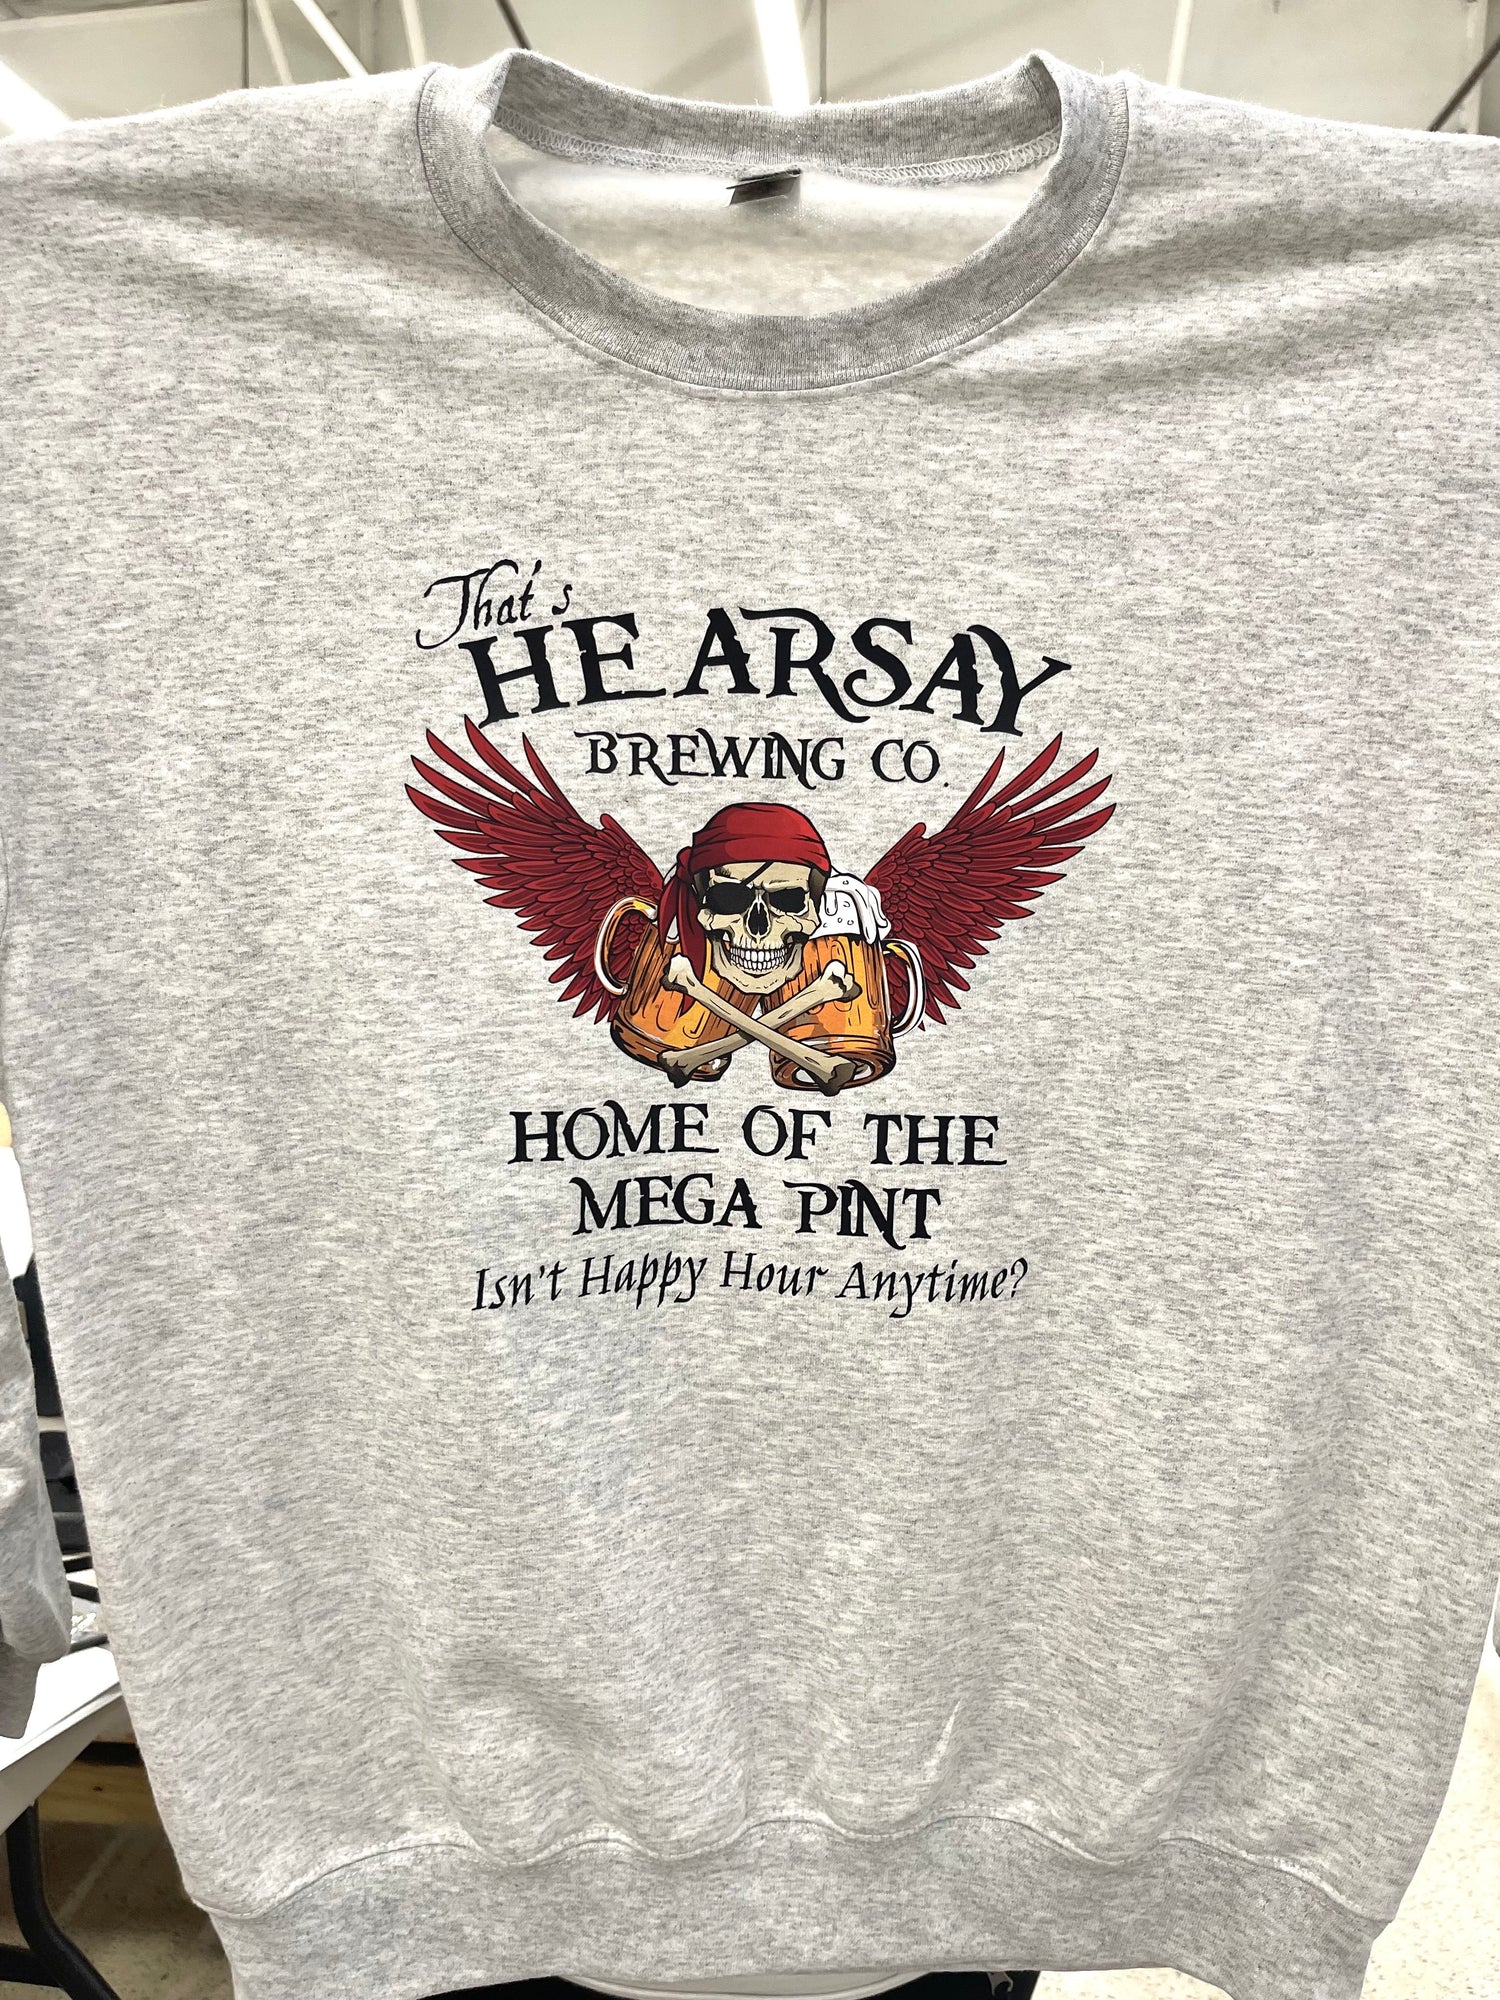 That's
HEARSAY
BREWING CO.
HOME OF THE
MEGA PINT
Isn't Happy Hour Anytime?